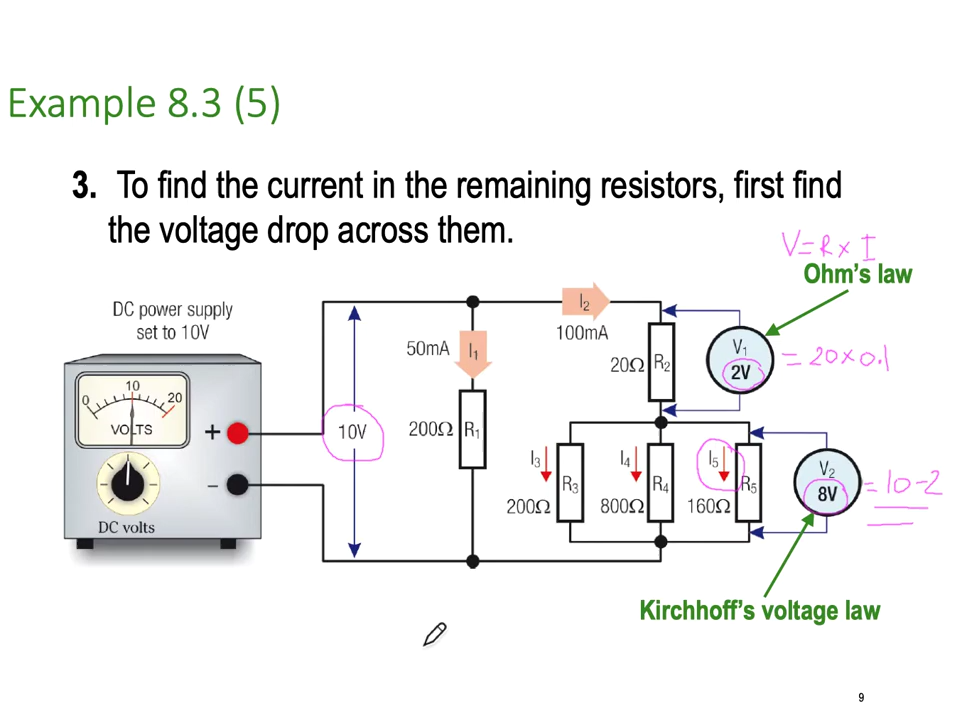 Example 8.3 (5)
3. To find the current in the remaining resistors, first find
the voltage drop across them.
V=R×I
Ohm's law
DC power supply
set to 10V
0 10 20
VOLTS
+
−
DC volts
10V
50mA I₁
200Ω R₁
I₂
100mA
20Ω R₂
V₁
2V
= 20×0.1
I₃
R₃
200Ω
I₄
R₄
800Ω
I₅
R₅
160Ω
V₂
8V
= 10-2
Kirchhoff's voltage law
9